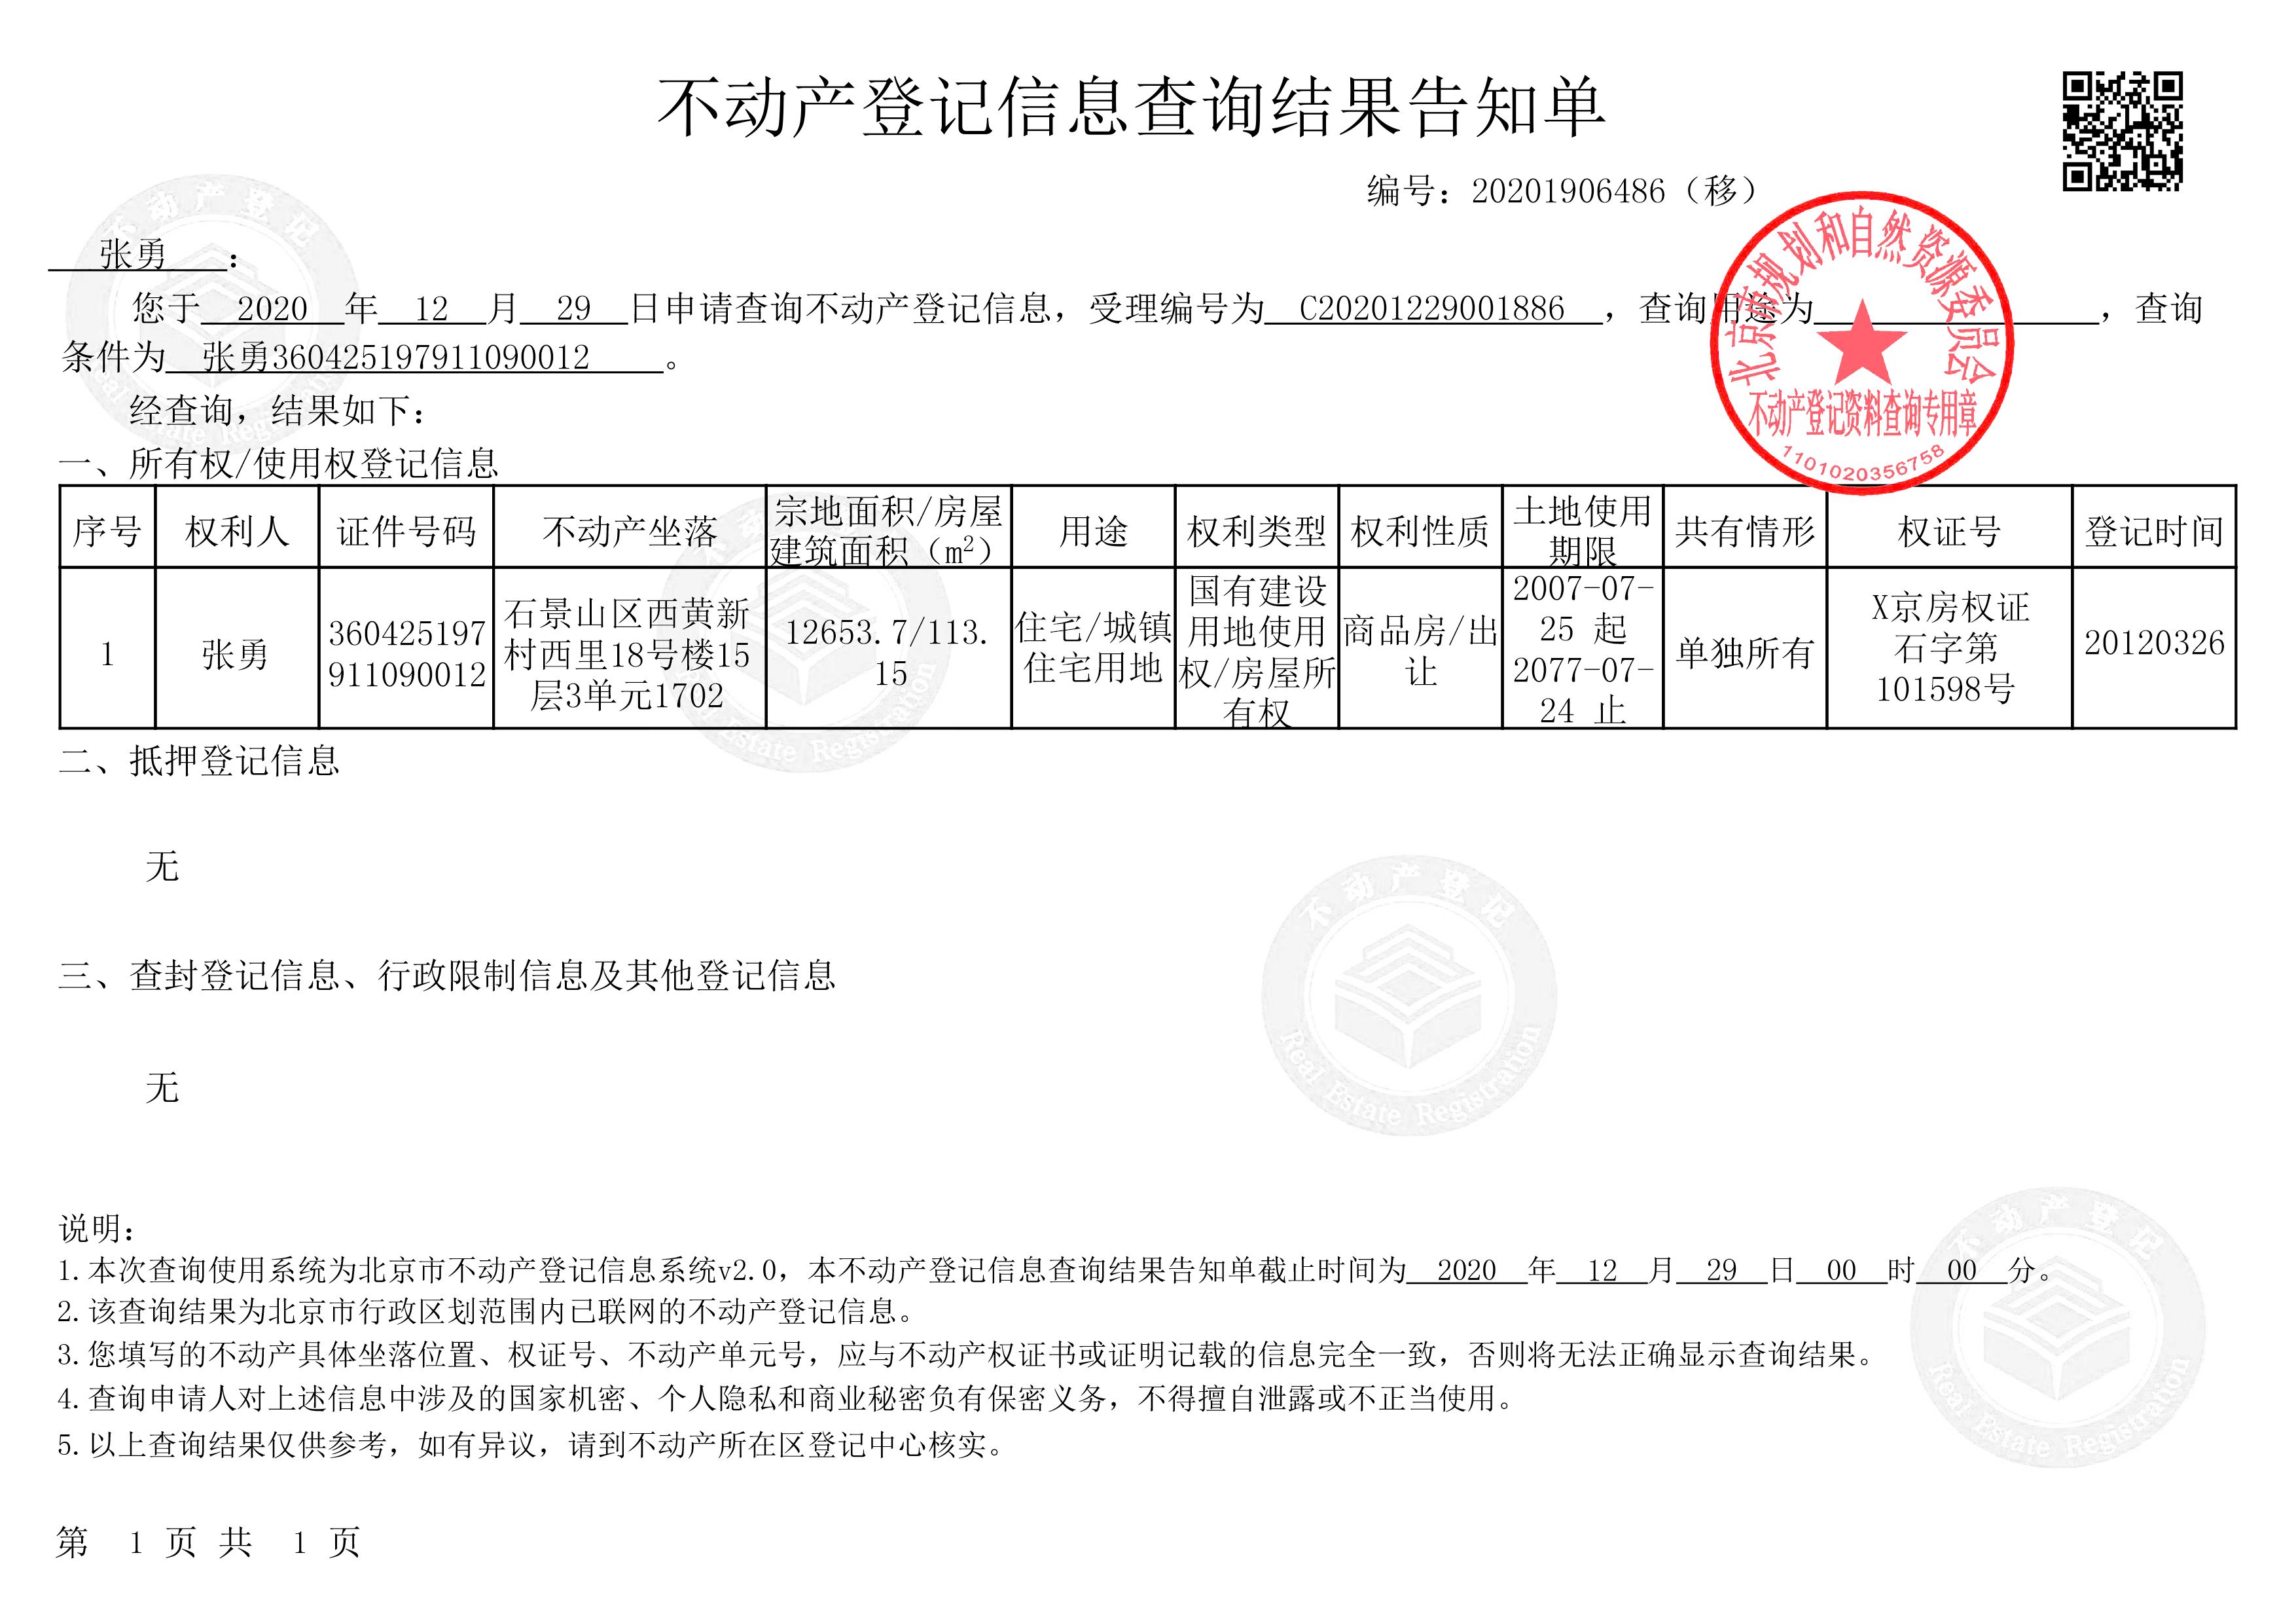 不动产登记信息查询结果告知单
编号：20201906486（移）
张勇：
您于 2020 年 12 月 29 日申请查询不动产登记信息，受理编号为 C20201229001886 ，查询用途为 ，查询
条件为 张勇360425197911090012 。
经查询，结果如下：
北京市规划和自然资源委员会
不动产登记资料查询专用章
1101020356758
一、所有权/使用权登记信息
序号 权利人 证件号码 不动产坐落 宗地面积/房屋建筑面积（m²） 用途 权利类型 权利性质 土地使用期限 共有情形 权证号 登记时间
1 张勇 360425197911090012 石景山区西黄新村西里18号楼15层3单元1702 12653.7/113.15 住宅/城镇住宅用地 国有建设用地使用权/房屋所有权 商品房/出让 2007-07-25 起 2077-07-24 止 单独所有 X京房权证石字第101598号 20120326
二、抵押登记信息
无
三、查封登记信息、行政限制信息及其他登记信息
无
说明：
1.本次查询使用系统为北京市不动产登记信息系统v2.0，本不动产登记信息查询结果告知单截止时间为 2020 年 12 月 29 日 00 时 00 分。
2.该查询结果为北京市行政区划范围内已联网的不动产登记信息。
3.您填写的不动产具体坐落位置、权证号、不动产单元号，应与不动产权证书或证明记载的信息完全一致，否则将无法正确显示查询结果。
4.查询申请人对上述信息中涉及的国家机密、个人隐私和商业秘密负有保密义务，不得擅自泄露或不正当使用。
5.以上查询结果仅供参考，如有异议，请到不动产所在区登记中心核实。
第 1 页 共 1 页
不动产登记
Real Estate Registration
不动产登记
Real Estate Registration
不动产登记
Real Estate Registration
不动产登记
Real Estate Registration